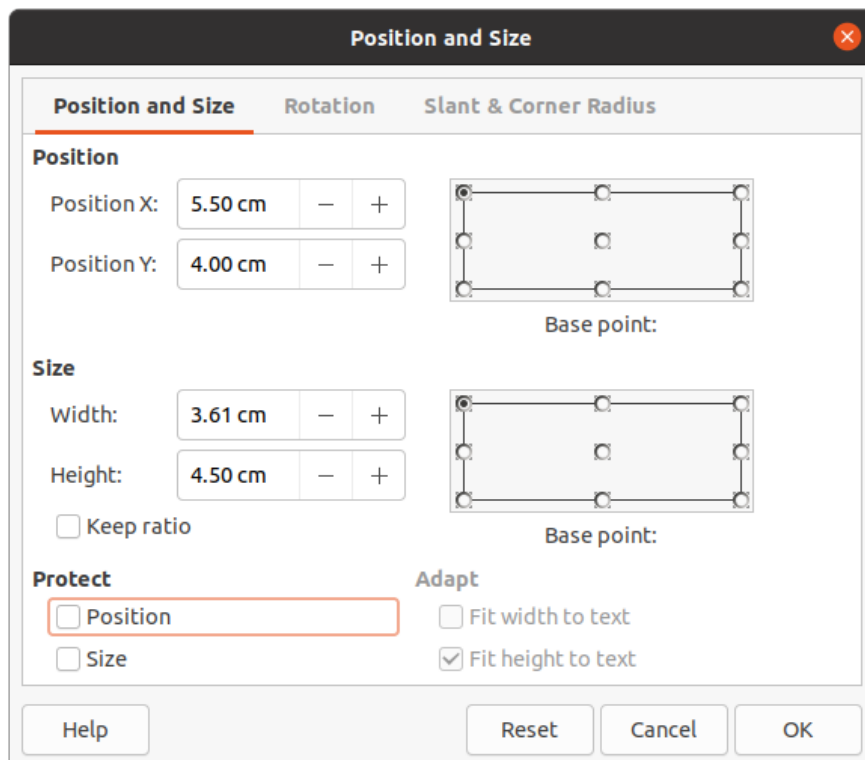 Position and Size
Position and Size Rotation Slant & Corner Radius
Position
Position X: 5.50 cm
Position Y: 4.00 cm
Base point:
Size
Width: 3.61 cm
Height: 4.50 cm
Keep ratio
Base point:
Protect Adapt
Position Fit width to text
Size Fit height to text
Help Reset Cancel OK